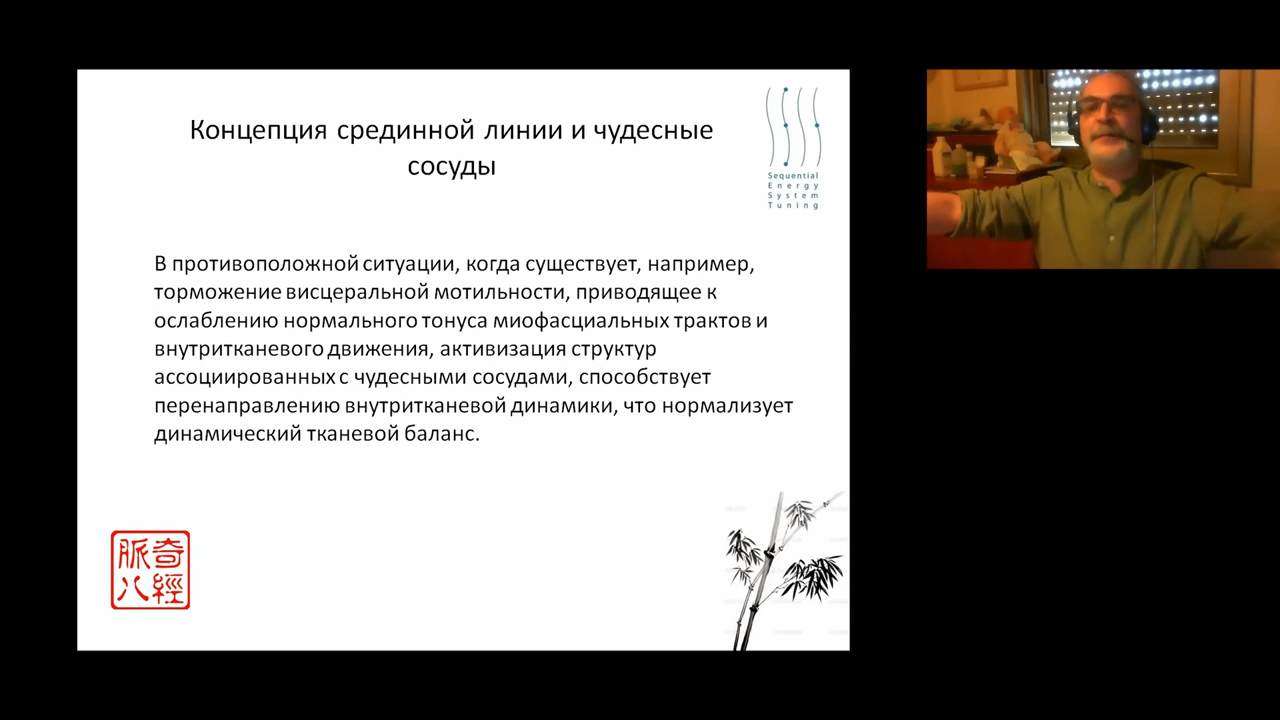 Концепция срединной линии и чудесные
сосуды
Sequential
Energy
System
Tuning
В противоположной ситуации, когда существует, например,
торможение висцеральной мотильности, приводящее к
ослаблению нормального тонуса миофасциальных трактов и
внутритканевого движения, активизация структур
ассоциированных с чудесными сосудами, способствует
перенаправлению внутритканевой динамики, что нормализует
динамический тканевой баланс.
脈奇
八經